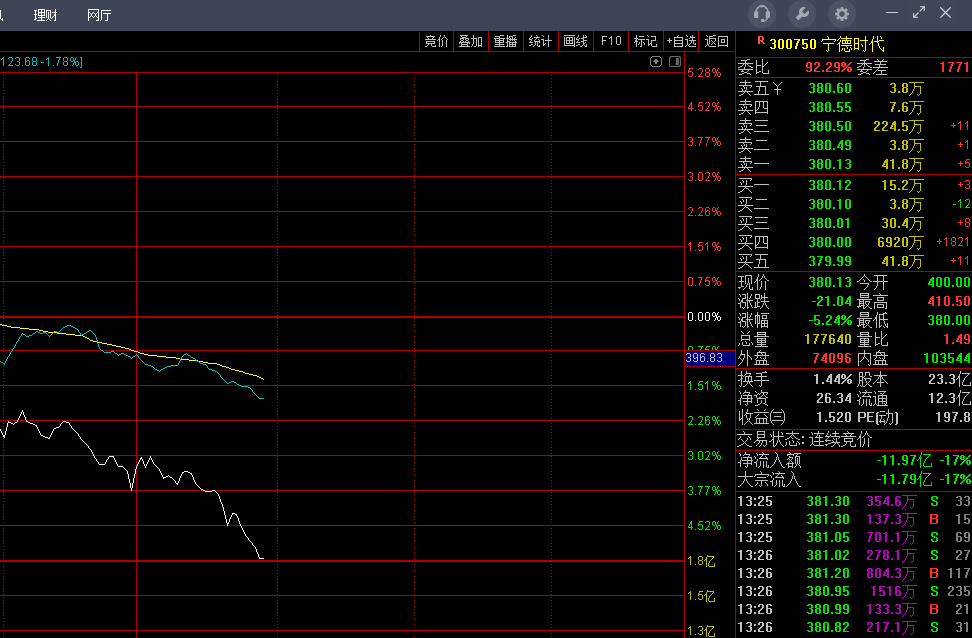 理财 网厅
竞价 叠加 重播 统计 画线 F10 标记 +自选 返回
R 300750 宁德时代
123.68 -1.78%]
5.28%
4.52%
3.77%
3.02%
2.26%
1.51%
0.75%
0.00%
396.83
1.51%
2.26%
3.02%
3.77%
4.52%
1.8亿
1.5亿
1.3亿
委比 92.29% 委差 1771
卖五¥ 380.60 3.8万
卖四 380.55 7.6万
卖三 380.50 224.5万 +11
卖二 380.49 3.8万 +1
卖一 380.13 41.8万 +5
买一 380.12 15.2万 +3
买二 380.10 3.8万 -12
买三 380.01 30.4万 +8
买四 380.00 6920万 +1821
买五 379.99 41.8万 +11
现价 380.13 今开 400.00
涨跌 -21.04 最高 410.50
涨幅 -5.24% 最低 380.00
总量 177640 量比 1.49
外盘 74096 内盘 103544
换手 1.44% 股本 23.3亿
净资 26.34 流通 12.3亿
收益㈢ 1.520 PE(动) 197.8
交易状态: 连续竞价
净流入额 -11.97亿 -17%
大宗流入 -11.79亿 -17%
13:25 381.30 354.6万 S 33
13:25 381.30 137.3万 B 15
13:25 381.05 701.1万 S 69
13:26 381.02 278.1万 S 27
13:26 381.20 804.3万 B 117
13:26 380.95 1516万 S 235
13:26 380.99 133.3万 B 21
13:26 380.82 217.1万 S 31